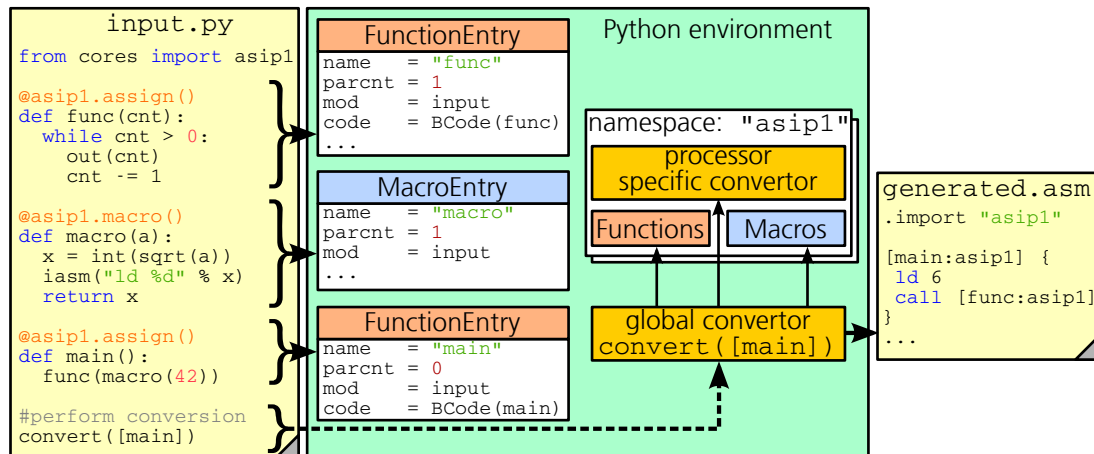 input.py
from cores import asip1
@asip1.assign()
def func(cnt):
  while cnt > 0:
    out(cnt)
    cnt -= 1
@asip1.macro()
def macro(a):
  x = int(sqrt(a))
  iasm("ld %d" % x)
  return x
@asip1.assign()
def main():
  func(macro(42))
#perform conversion
convert([main])
FunctionEntry
name   = "func"
parcnt = 1
mod    = input
code   = BCode(func)
...
MacroEntry
name   = "macro"
parcnt = 1
mod    = input
...
FunctionEntry
name   = "main"
parcnt = 0
mod    = input
code   = BCode(main)
Python environment
namespace: "asip1"
processor
specific convertor
Functions
Macros
global convertor
convert([main])
generated.asm
.import "asip1"
[main:asip1] {
 ld 6
 call [func:asip1]
}
...